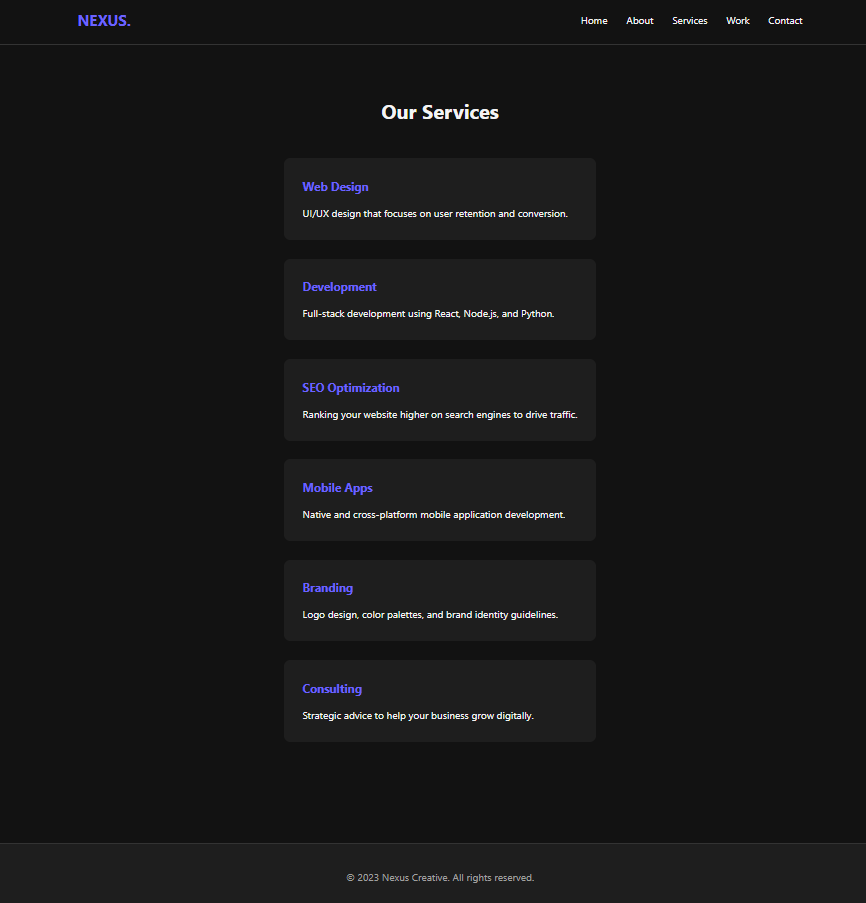 NEXUS.
Home About Services Work Contact
Our Services
Web Design
UI/UX design that focuses on user retention and conversion.
Development
Full-stack development using React, Node.js, and Python.
SEO Optimization
Ranking your website higher on search engines to drive traffic.
Mobile Apps
Native and cross-platform mobile application development.
Branding
Logo design, color palettes, and brand identity guidelines.
Consulting
Strategic advice to help your business grow digitally.
© 2023 Nexus Creative. All rights reserved.